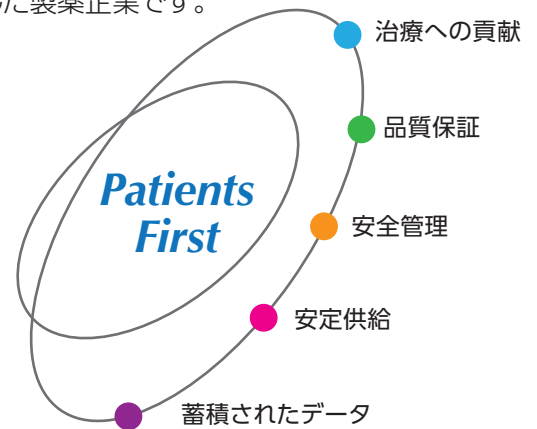 た製薬企業です。
治療への貢献
品質保証
Patients
First
安全管理
安定供給
蓄積されたデータ